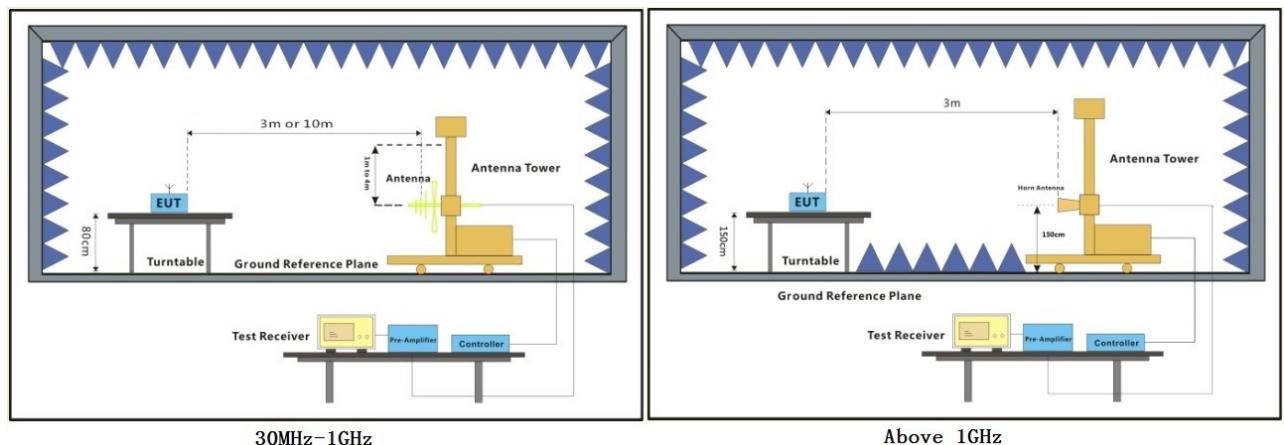 3m or 10m
1m to 4m
Antenna
Antenna Tower
EUT
80cm
Turntable
Ground Reference Plane
Test Receiver
Pre-Amplifier
Controller
30MHz-1GHz
3m
Antenna Tower
Horn Antenna
EUT
150cm
150cm
Turntable
Ground Reference Plane
Test Receiver
Pre-Amplifier
Controller
Above 1GHz